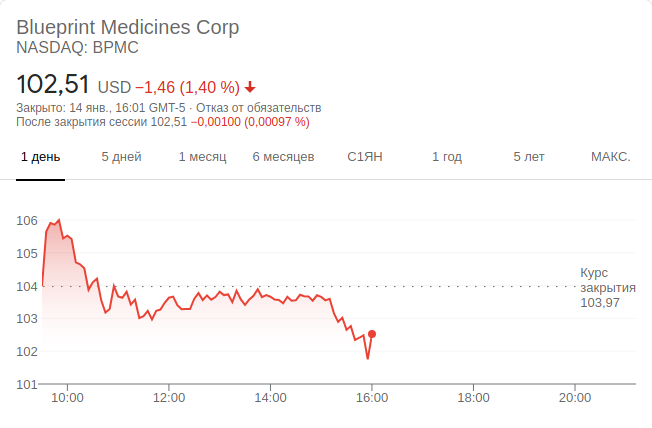 Blueprint Medicines Corp
NASDAQ: BPMC
102,51 USD −1,46 (1,40 %)
Закрыто: 14 янв., 16:01 GMT-5 · Отказ от обязательств
После закрытия сессии 102,51 −0,00100 (0,00097 %)
1 день 5 дней 1 месяц 6 месяцев С1ЯН 1 год 5 лет МАКС.
106
105
104
103
102
101
Курс
закрытия
103,97
10:00 12:00 14:00 16:00 18:00 20:00